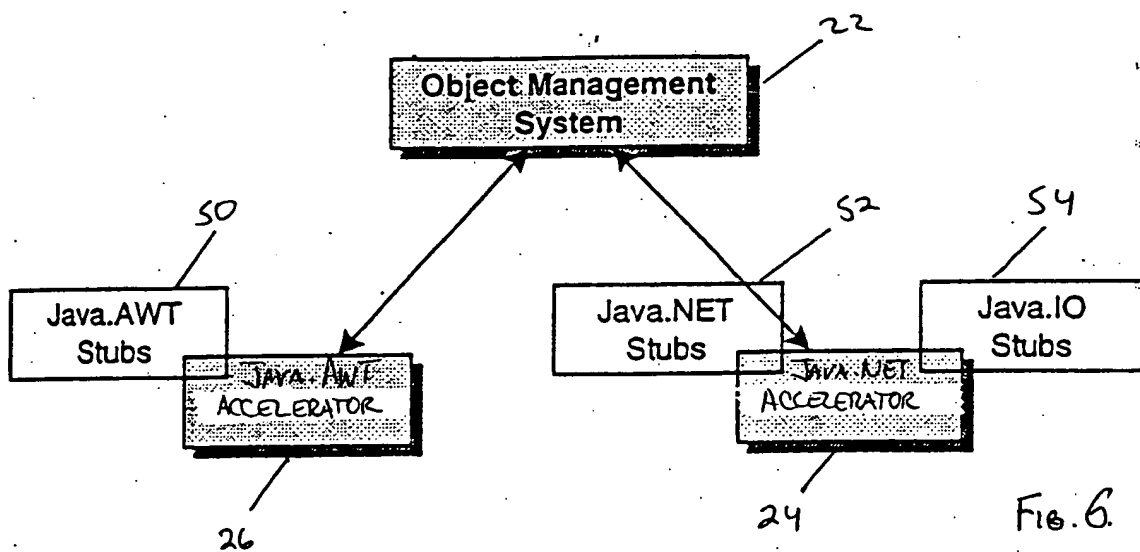 22
Object Management
System
50
52
54
Java.AWT
Stubs
Java.NET
Stubs
Java.IO
Stubs
JAVA.AWT
ACCELERATOR
JAVA.NET
ACCELERATOR
26
24
FIG. 6.